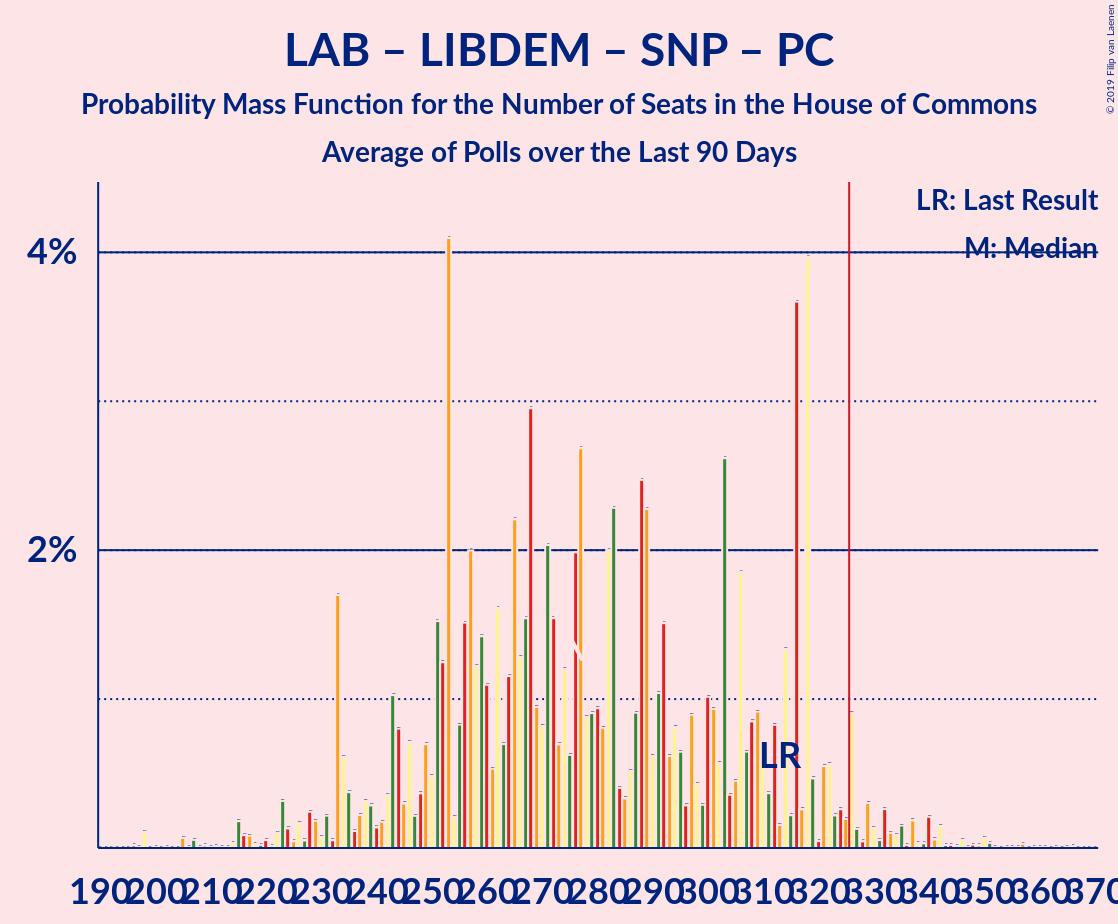 LAB – LIBDEM – SNP – PC
Probability Mass Function for the Number of Seats in the House of Commons
Average of Polls over the Last 90 Days
© 2019 Filip van Laenen
LR: Last Result
M: Median
4%
2%
LR
190 200 210 220 230 240 250 260 270 280 290 300 310 320 330 340 350 360 370